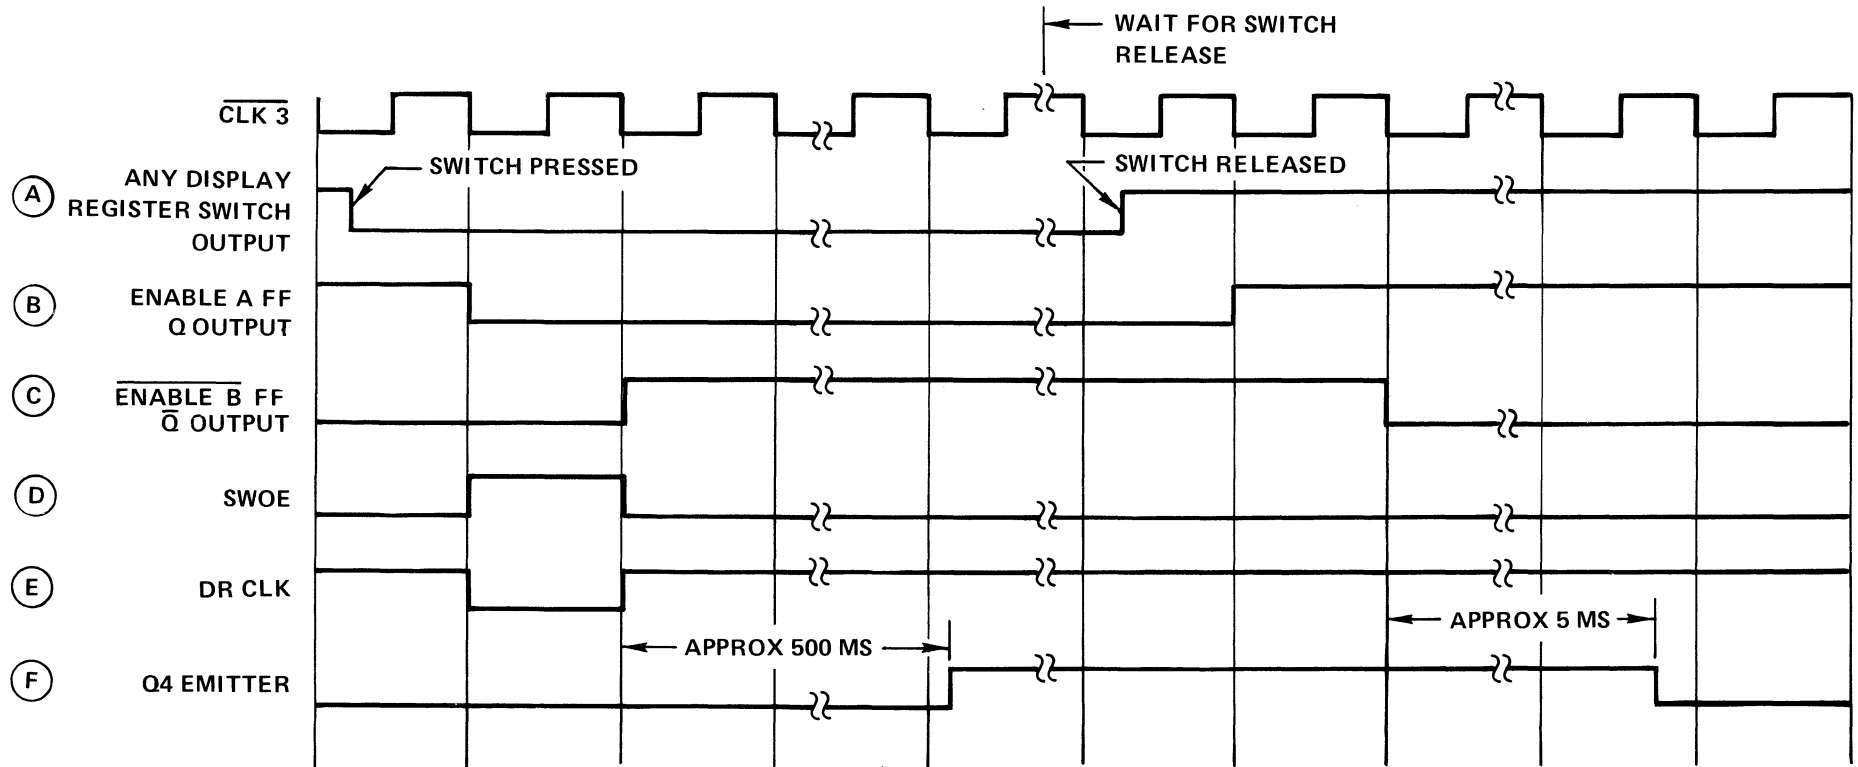 WAIT FOR SWITCH
RELEASE
CLK 3
SWITCH PRESSED
SWITCH RELEASED
A
ANY DISPLAY
REGISTER SWITCH
OUTPUT
B
ENABLE A FF
Q OUTPUT
C
ENABLE B FF
Q̅ OUTPUT
D
SWOE
E
DR CLK
APPROX 5 MS
APPROX 500 MS
F
Q4 EMITTER